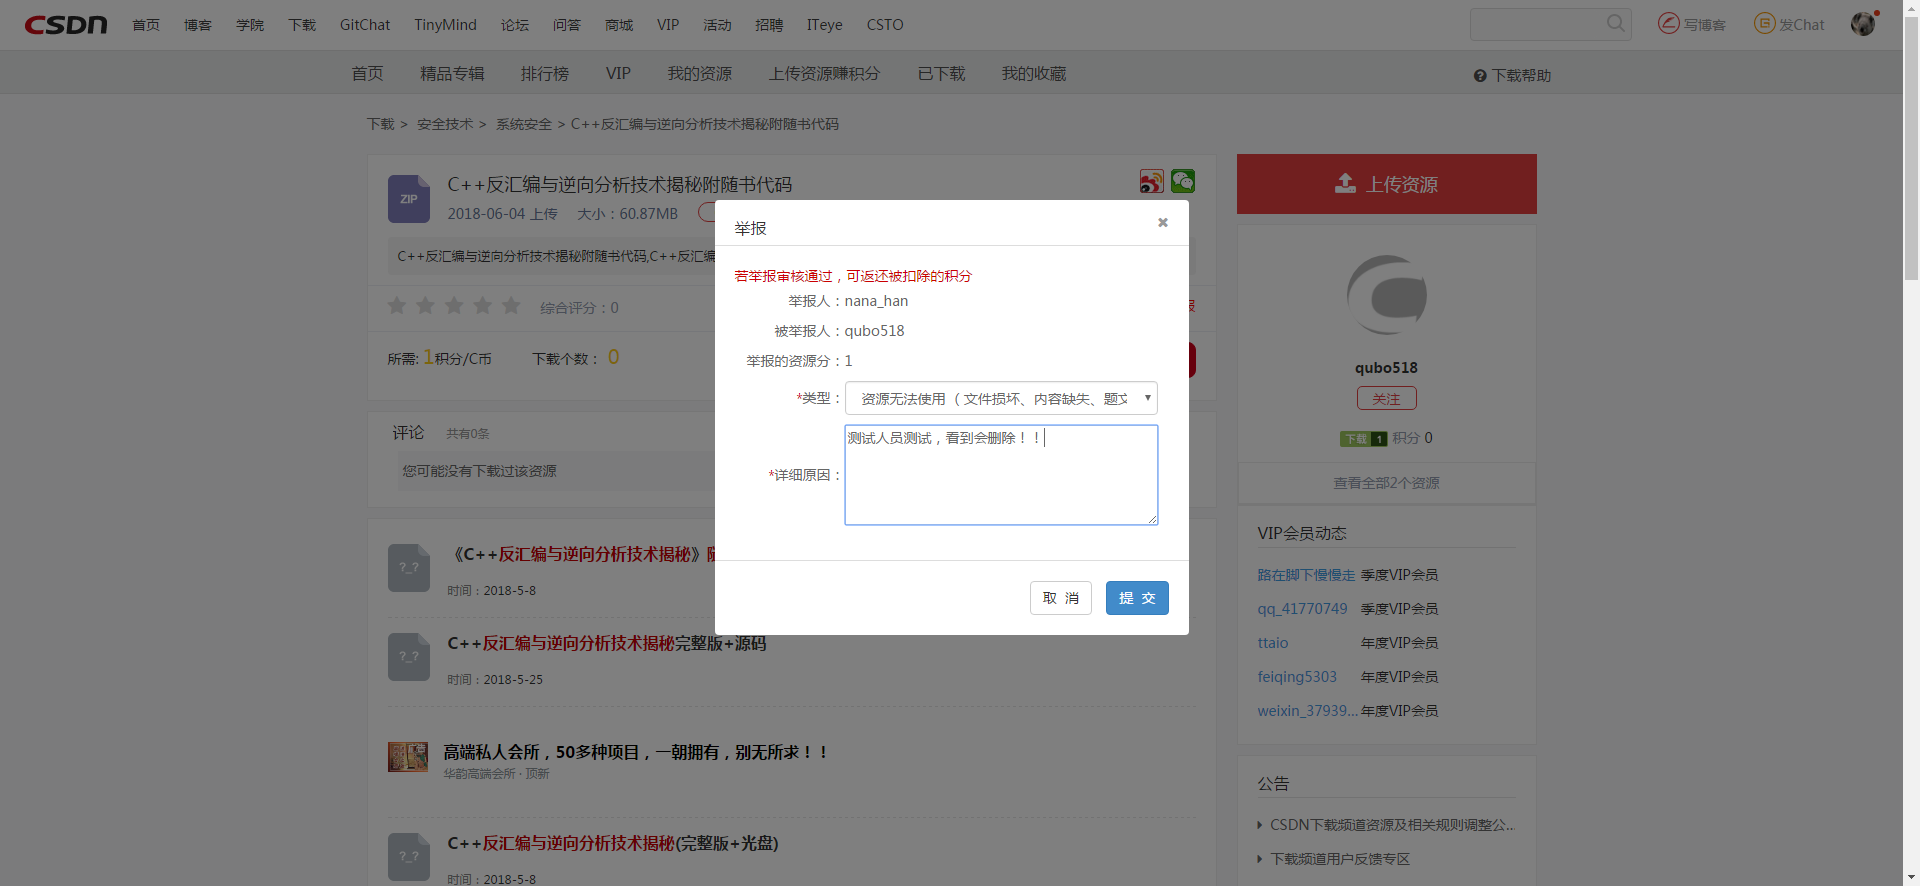 CSDN 首页 博客 学院 下载 GitChat TinyMind 论坛 问答 商城 VIP 活动 招聘 ITeye CSTO 写博客 发Chat
首页 精品专辑 排行榜 VIP 我的资源 上传资源赚积分 已下载 我的收藏 下载帮助
下载 > 安全技术 > 系统安全 > C++反汇编与逆向分析技术揭秘附随书代码
ZIP
C++反汇编与逆向分析技术揭秘附随书代码
2018-06-04 上传 大小：60.87MB
C++反汇编与逆向分析技术揭秘附随书代码,C++反汇编
综合评分：0
所需: 1积分/C币 下载个数： 0
评论 共有0条
您可能没有下载过该资源
?_?
《C++反汇编与逆向分析技术揭秘》随
时间：2018-5-8
?_?
C++反汇编与逆向分析技术揭秘完整版+源码
时间：2018-5-25
高端私人会所，50多种项目，一朝拥有，别无所求！！
华韵高端会所 · 顶新
?_?
C++反汇编与逆向分析技术揭秘(完整版+光盘)
时间：2018-5-8
举报
若举报审核通过，可返还被扣除的积分
举报人：nana_han
被举报人：qubo518
举报的资源分：1
*类型： 资源无法使用（文件损坏、内容缺失、题文
*详细原因： 测试人员测试，看到会删除！！
取 消 提 交
上传资源
qubo518
关注
下载 1 积分 0
查看全部2个资源
VIP会员动态
路在脚下慢慢走 季度VIP会员
qq_41770749 季度VIP会员
ttaio 年度VIP会员
feiqing5303 年度VIP会员
weixin_37939... 年度VIP会员
公告
CSDN下载频道资源及相关规则调整公...
下载频道用户反馈专区